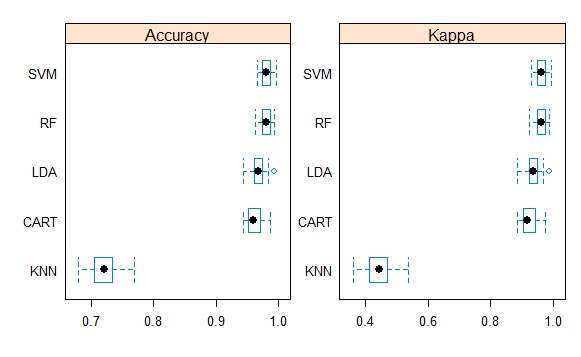 Accuracy
Kappa
SVM
RF
LDA
CART
KNN
SVM
RF
LDA
CART
KNN
0.7 0.8 0.9 1.0
0.4 0.6 0.8 1.0